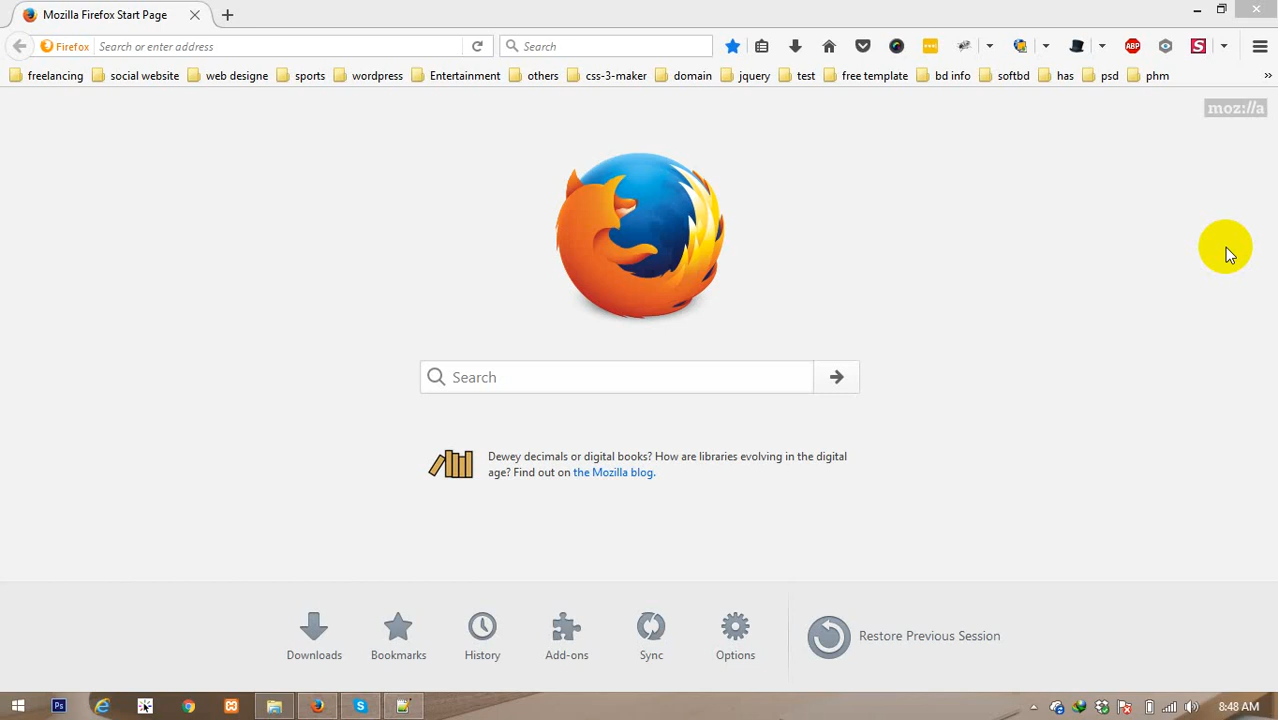 Mozilla Firefox Start Page
Firefox Search or enter address Search ABP S
freelancing social website web designe sports wordpress Entertainment others css-3-maker domain jquery test free template bd info softbd has psd phm »
moz://a
Search
Dewey decimals or digital books? How are libraries evolving in the digital
age? Find out on the Mozilla blog.
Downloads Bookmarks History Add-ons Sync Options Restore Previous Session
Ps 8:48 AM